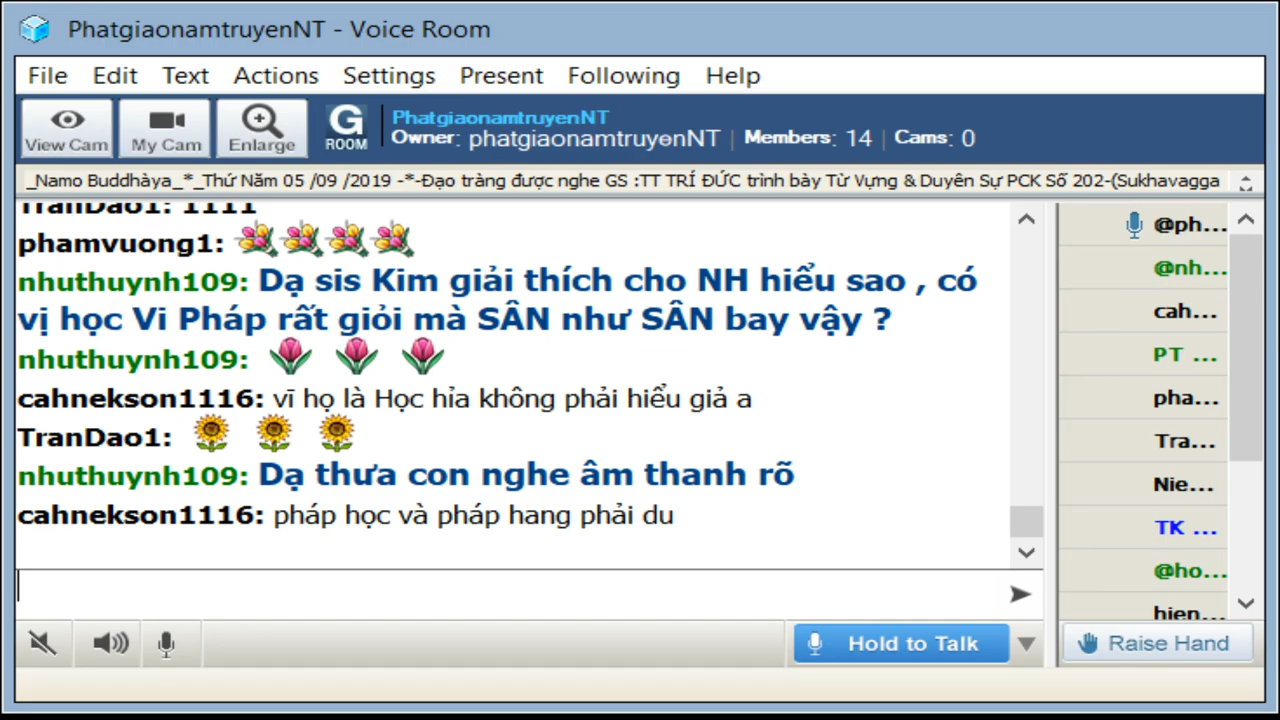 PhatgiaonamtruyenNT - Voice Room
File Edit Text Actions Settings Present Following Help
View Cam My Cam Enlarge G ROOM
PhatgiaonamtruyenNT
Owner: phatgiaonamtruyenNT | Members: 14 | Cams: 0
_Namo Buddhàya_*_Thứ Năm 05 /09 /2019 -*-Đạo tràng được nghe GS :TT TRÍ ĐỨC trình bày Từ Vựng & Duyên Sự PCK Số 202-(Sukhavagga
TranDao1: 1111
phamvuong1:
nhuthuynh109: Dạ sis Kim giải thích cho NH hiểu sao , có
vị học Vi Pháp rất giỏi mà SÂN như SÂN bay vậy ?
nhuthuynh109:
cahnekson1116: vĩ họ là Học hỉa không phải hiểu giả a
TranDao1:
nhuthuynh109: Dạ thưa con nghe âm thanh rõ
cahnekson1116: pháp học và pháp hang phải du
@ph...
@nh...
cah...
PT ...
pha...
Tra...
Nie...
TK ...
@ho...
hien...
Hold to Talk
Raise Hand